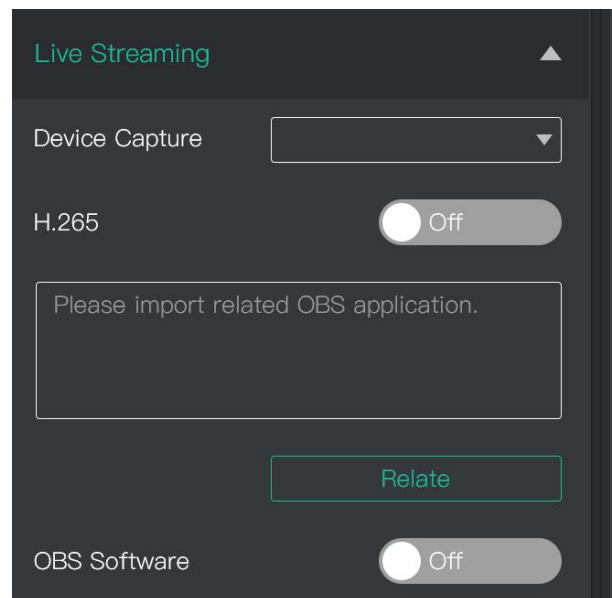 Live Streaming
Device Capture
H.265
Off
Please import related OBS application.
Relate
OBS Software
Off